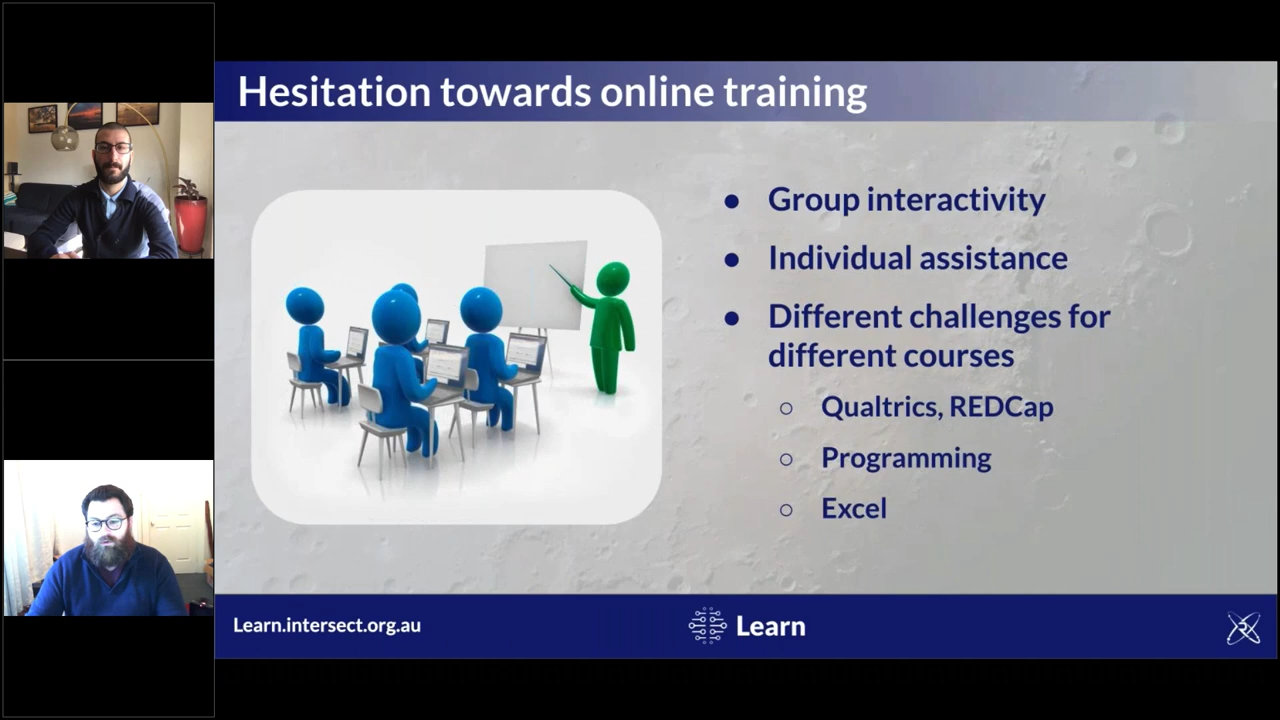 Hesitation towards online training
● Group interactivity
● Individual assistance
● Different challenges for
different courses
○ Qualtrics, REDCap
○ Programming
○ Excel
Learn.intersect.org.au
Learn